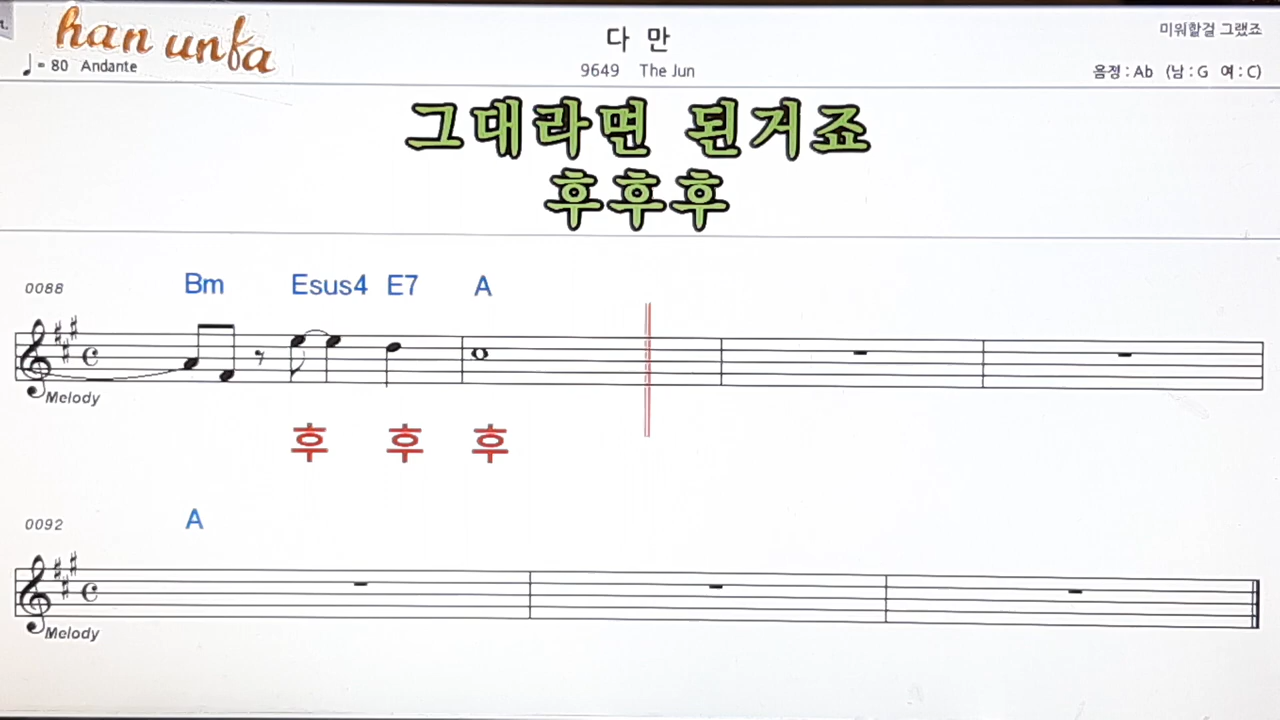 han unfa
♩= 80 Andante
다 만
9649 The Jun
미워할걸 그랬죠
음정 : Ab (남 : G 여 : C)
그대라면 된거죠
후후후
0088
Bm Esus4 E7 A
Melody
후 후 후
0092
A
Melody